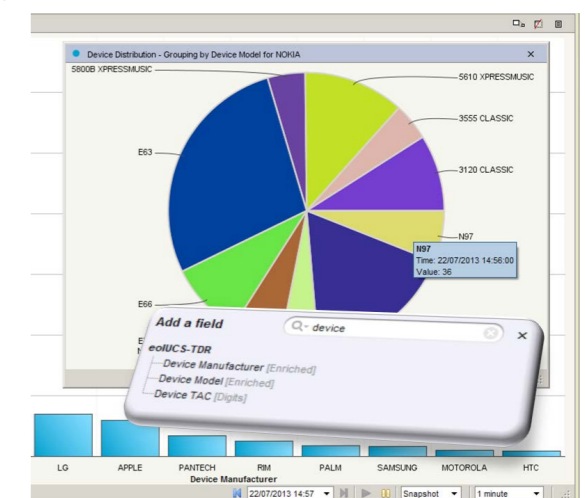 Device Distribution - Grouping by Device Model for NOKIA
5800B XPRESSMUSIC
5610 XPRESSMUSIC
3555 CLASSIC
E63
3120 CLASSIC
N97
N97
Time: 22/07/2013 14:56:00
Value: 36
E66
Add a field
device
eoIUCS-TDR
Device Manufacturer [Enriched]
Device Model [Enriched]
Device TAC [Digits]
LG
APPLE
PANTECH
RIM
PALM
SAMSUNG
MOTOROLA
HTC
Device Manufacturer
22/07/2013 14:57
Snapshot
1 minute